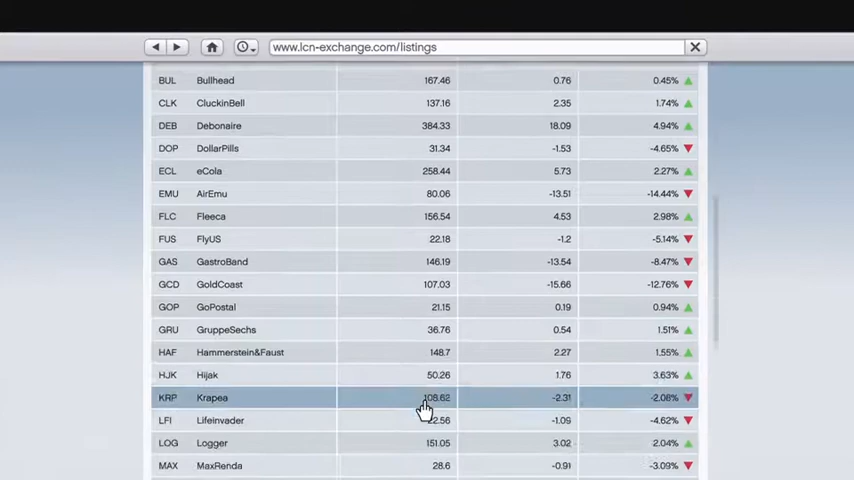 www.lcn-exchange.com/listings
BUL Bullhead 167.46 0.76 0.45%
CLK CluckinBell 137.16 2.35 1.74%
DEB Debonaire 384.33 18.09 4.94%
DOP DollarPills 31.34 -1.53 -4.65%
ECL eCola 258.44 5.73 2.27%
EMU AirEmu 80.06 -13.51 -14.44%
FLC Fleeca 156.54 4.53 2.98%
FUS FlyUS 22.18 -1.2 -5.14%
GAS GastroBand 146.19 -13.54 -8.47%
GCD GoldCoast 107.03 -15.66 -12.76%
GOP GoPostal 21.15 0.19 0.94%
GRU GruppeSechs 36.76 0.54 1.51%
HAF Hammerstein&Faust 148.7 2.27 1.55%
HJK Hijak 50.26 1.76 3.63%
KRP Krapea 108.62 -2.31 -2.08%
LFI Lifeinvader 22.56 -1.09 -4.62%
LOG Logger 151.05 3.02 2.04%
MAX MaxRenda 28.6 -0.91 -3.09%